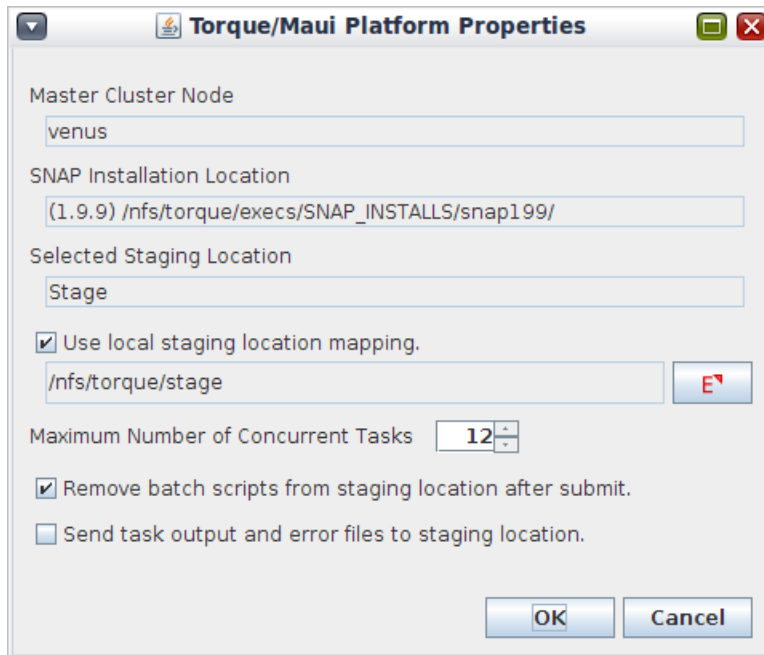 Torque/Maui Platform Properties
Master Cluster Node
venus
SNAP Installation Location
(1.9.9) /nfs/torque/execs/SNAP_INSTALLS/snap199/
Selected Staging Location
Stage
Use local staging location mapping.
/nfs/torque/stage E
Maximum Number of Concurrent Tasks 12
Remove batch scripts from staging location after submit.
Send task output and error files to staging location.
OK Cancel